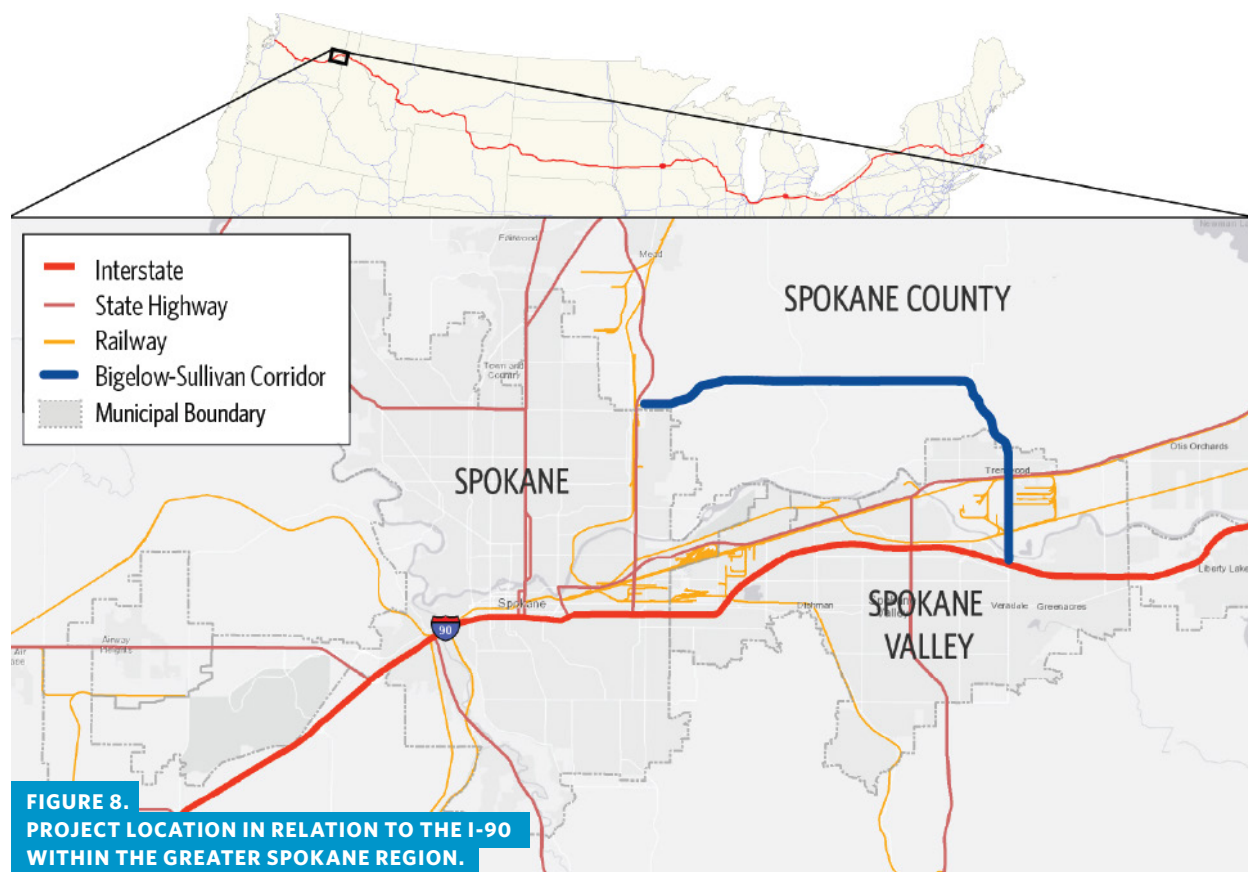 Newman
Fairwood
Mead
Interstate
State Highway
Railway
Bigelow-Sullivan Corridor
Municipal Boundary
SPOKANE COUNTY
Town and
Country
SPOKANE
Trentwood
Otis Orchards
Liberty Lake
Spokane
Dishman
SPOKANE
VALLEY
Veradale
Greenacres
90
Airway
Heights
Air
FIGURE 8.
PROJECT LOCATION IN RELATION TO THE I-90
WITHIN THE GREATER SPOKANE REGION.